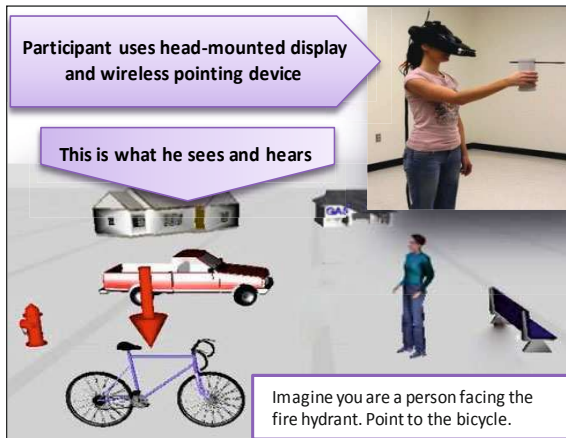 Participant uses head-mounted display
and wireless pointing device
This is what he sees and hears
GAS
Imagine you are a person facing the
fire hydrant. Point to the bicycle.